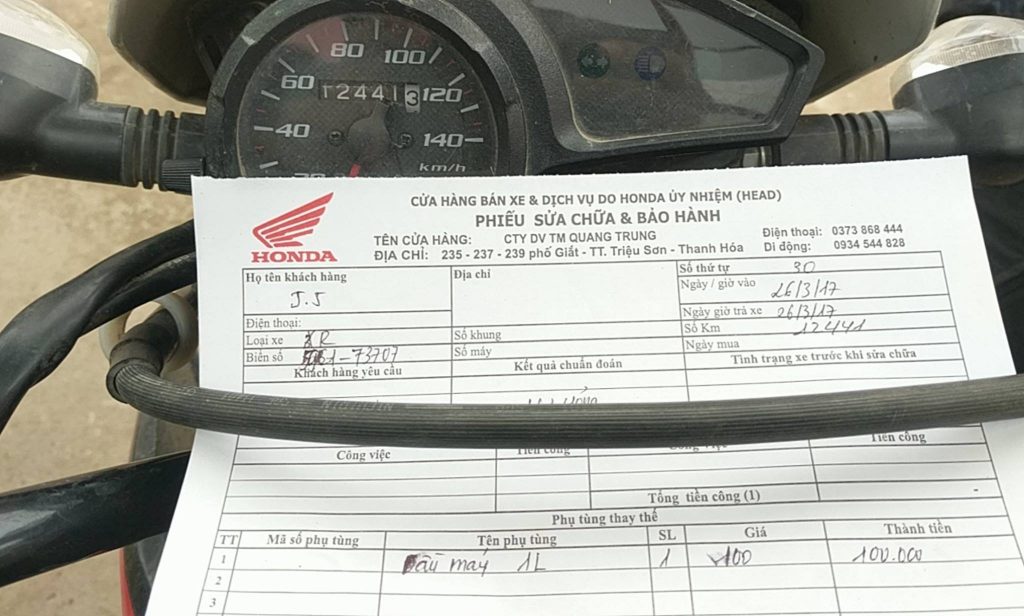 80
60
100
12441 3
120
40
140
km/h
CỬA HÀNG BÁN XE & DỊCH VỤ DO HONDA ỦY NHIỆM (HEAD)
PHIẾU SỬA CHỮA & BẢO HÀNH
HONDA
TÊN CỬA HÀNG: CTY DV TM QUANG TRUNG
Điện thoại: 0373 868 444
ĐỊA CHỈ: 235 - 237 - 239 phố Giắt - TT. Triệu Sơn - Thanh Hóa
Di động: 0934 544 828
Họ tên khách hàng
J.J
Địa chỉ
Số thứ tự 30
Ngày / giờ vào 26/3/17
Điện thoại:
Ngày giờ trả xe 26/3/17
Loại xe XR
Số khung
Số Km 12441
Biển số 61-73707
Số máy
Ngày mua
Khách hàng yêu cầu
Kết quả chuẩn đoán
Tình trạng xe trước khi sửa chữa
Công việc
Tiền công
Công việc
Tiền công
Tổng tiền công (1)
-
Phụ tùng thay thế
TT Mã số phụ tùng Tên phụ tùng SL Giá Thành tiền
1 Dầu máy 1L 1 100 100.000
2
3